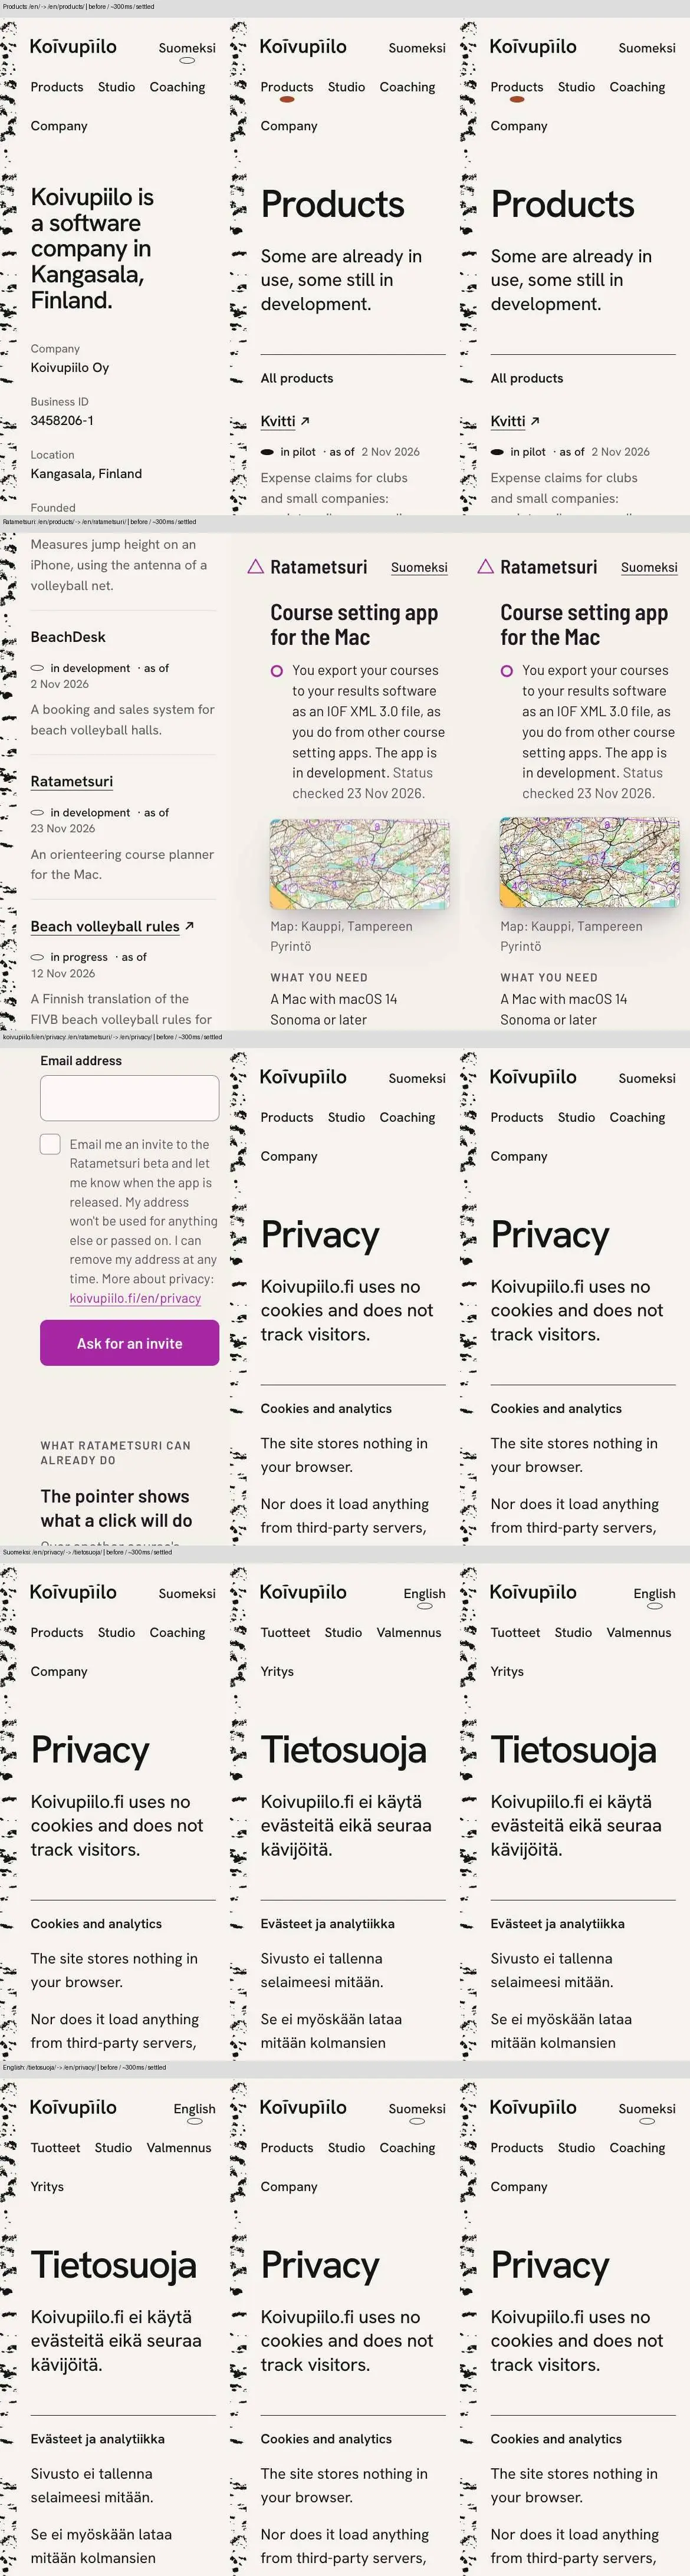 Products: /en/ -> /en/products/ | before / ~300ms / settled
Koivupiilo
Suomeksi
Products Studio Coaching
Company
Koivupiilo is
a software
company in
Kangasala,
Finland.
Company
Koivupiilo Oy
Business ID
3458206-1
Location
Kangasala, Finland
Founded
Koivupiilo
Suomeksi
Products Studio Coaching
Company
Products
Some are already in
use, some still in
development.
All products
Kvitti ↗
in pilot · as of 2 Nov 2026
Expense claims for clubs
and small companies:
Koivupiilo
Suomeksi
Products Studio Coaching
Company
Products
Some are already in
use, some still in
development.
All products
Kvitti ↗
in pilot · as of 2 Nov 2026
Expense claims for clubs
and small companies:
Ratametsuri: /en/products/ -> /en/ratametsuri/ | before / ~300ms / settled
Measures jump height on an
iPhone, using the antenna of a
volleyball net.
BeachDesk
in development · as of
2 Nov 2026
A booking and sales system for
beach volleyball halls.
Ratametsuri
in development · as of
23 Nov 2026
An orienteering course planner
for the Mac.
Beach volleyball rules ↗
in progress · as of
12 Nov 2026
A Finnish translation of the
FIVB beach volleyball rules for
Ratametsuri
Suomeksi
Course setting app
for the Mac
You export your courses
to your results software
as an IOF XML 3.0 file, as
you do from other course
setting apps. The app is
in development. Status
checked 23 Nov 2026.
Map: Kauppi, Tampereen
Pyrintö
WHAT YOU NEED
A Mac with macOS 14
Sonoma or later
Ratametsuri
Suomeksi
Course setting app
for the Mac
You export your courses
to your results software
as an IOF XML 3.0 file, as
you do from other course
setting apps. The app is
in development. Status
checked 23 Nov 2026.
Map: Kauppi, Tampereen
Pyrintö
WHAT YOU NEED
A Mac with macOS 14
Sonoma or later
koivupiilo.fi/en/privacy: /en/ratametsuri/ -> /en/privacy/ | before / ~300ms / settled
Email address
Email me an invite to the
Ratametsuri beta and let
me know when the app is
released. My address
won't be used for anything
else or passed on. I can
remove my address at any
time. More about privacy:
koivupiilo.fi/en/privacy
Ask for an invite
WHAT RATAMETSURI CAN
ALREADY DO
The pointer shows
what a click will do
Koivupiilo
Suomeksi
Products Studio Coaching
Company
Privacy
Koivupiilo.fi uses no
cookies and does not
track visitors.
Cookies and analytics
The site stores nothing in
your browser.
Nor does it load anything
from third-party servers,
Koivupiilo
Suomeksi
Products Studio Coaching
Company
Privacy
Koivupiilo.fi uses no
cookies and does not
track visitors.
Cookies and analytics
The site stores nothing in
your browser.
Nor does it load anything
from third-party servers,
Suomeksi: /en/privacy/ -> /tietosuoja/ | before / ~300ms / settled
Koivupiilo
Suomeksi
Products Studio Coaching
Company
Privacy
Koivupiilo.fi uses no
cookies and does not
track visitors.
Cookies and analytics
The site stores nothing in
your browser.
Nor does it load anything
from third-party servers,
Koivupiilo
English
Tuotteet Studio Valmennus
Yritys
Tietosuoja
Koivupiilo.fi ei käytä
evästeitä eikä seuraa
kävijöitä.
Evästeet ja analytiikka
Sivusto ei tallenna
selaimeesi mitään.
Se ei myöskään lataa
mitään kolmansien
Koivupiilo
English
Tuotteet Studio Valmennus
Yritys
Tietosuoja
Koivupiilo.fi ei käytä
evästeitä eikä seuraa
kävijöitä.
Evästeet ja analytiikka
Sivusto ei tallenna
selaimeesi mitään.
Se ei myöskään lataa
mitään kolmansien
English: /tietosuoja/ -> /en/privacy/ | before / ~300ms / settled
Koivupiilo
English
Tuotteet Studio Valmennus
Yritys
Tietosuoja
Koivupiilo.fi ei käytä
evästeitä eikä seuraa
kävijöitä.
Evästeet ja analytiikka
Sivusto ei tallenna
selaimeesi mitään.
Se ei myöskään lataa
mitään kolmansien
Koivupiilo
Suomeksi
Products Studio Coaching
Company
Privacy
Koivupiilo.fi uses no
cookies and does not
track visitors.
Cookies and analytics
The site stores nothing in
your browser.
Nor does it load anything
from third-party servers,
Koivupiilo
Suomeksi
Products Studio Coaching
Company
Privacy
Koivupiilo.fi uses no
cookies and does not
track visitors.
Cookies and analytics
The site stores nothing in
your browser.
Nor does it load anything
from third-party servers,